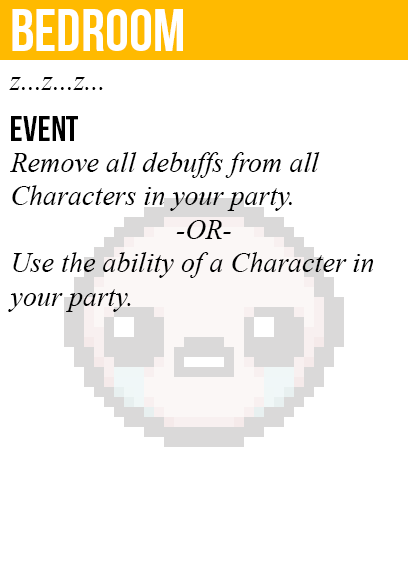 BEDROOM
z...z...z...
EVENT
Remove all debuffs from all
Characters in your party.
-OR-
Use the ability of a Character in
your party.